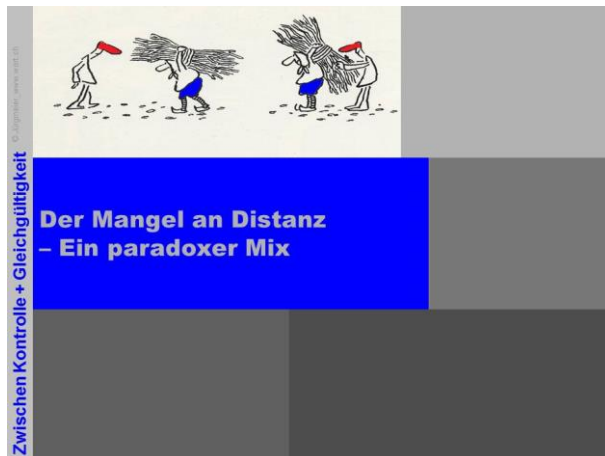 Der Mangel an Distanz
– Ein paradoxer Mix
Zwischen Kontrolle + Gleichgültigkeit